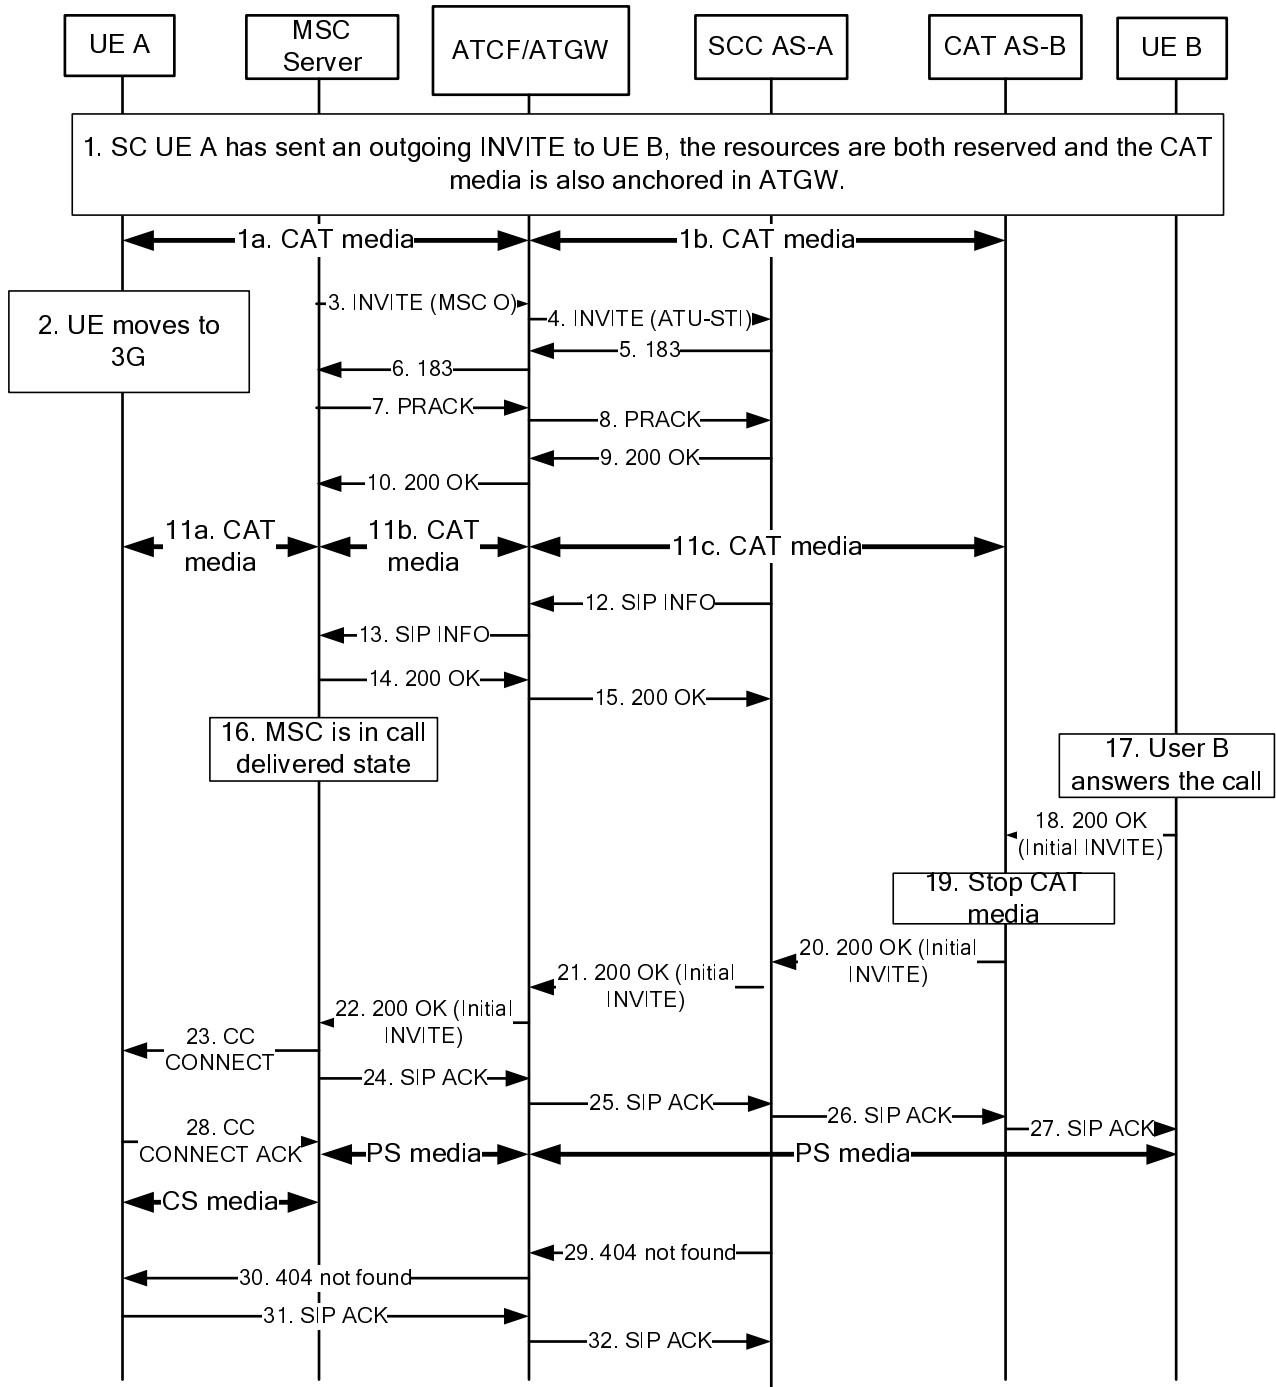 UE A
MSC
Server
ATCF/ATGW
SCC AS-A
CAT AS-B
UE B
1. SC UE A has sent an outgoing INVITE to UE B, the resources are both reserved and the CAT
media is also anchored in ATGW.
1a. CAT media
1b. CAT media
2. UE moves to
3G
3. INVITE (MSC O)
4. INVITE (ATU-STI)
5. 183
6. 183
7. PRACK
8. PRACK
9. 200 OK
10. 200 OK
11a. CAT
media
11b. CAT
media
11c. CAT media
12. SIP INFO
13. SIP INFO
14. 200 OK
15. 200 OK
16. MSC is in call
delivered state
17. User B
answers the call
18. 200 OK
(Initial INVITE)
19. Stop CAT
media
20. 200 OK (Initial
INVITE)
21. 200 OK (Initial
INVITE)
22. 200 OK (Initial
INVITE)
23. CC
CONNECT
24. SIP ACK
25. SIP ACK
26. SIP ACK
27. SIP ACK
28. CC
CONNECT ACK
PS media
PS media
CS media
29. 404 not found
30. 404 not found
31. SIP ACK
32. SIP ACK